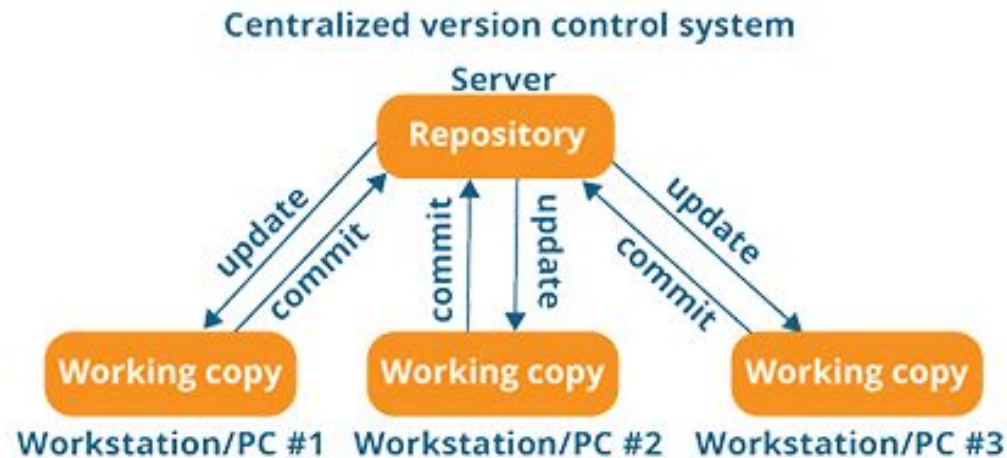 Centralized version control system
Server
Repository
update
commit
commit
update
update
commit
Working copy
Working copy
Working copy
Workstation/PC #1
Workstation/PC #2
Workstation/PC #3